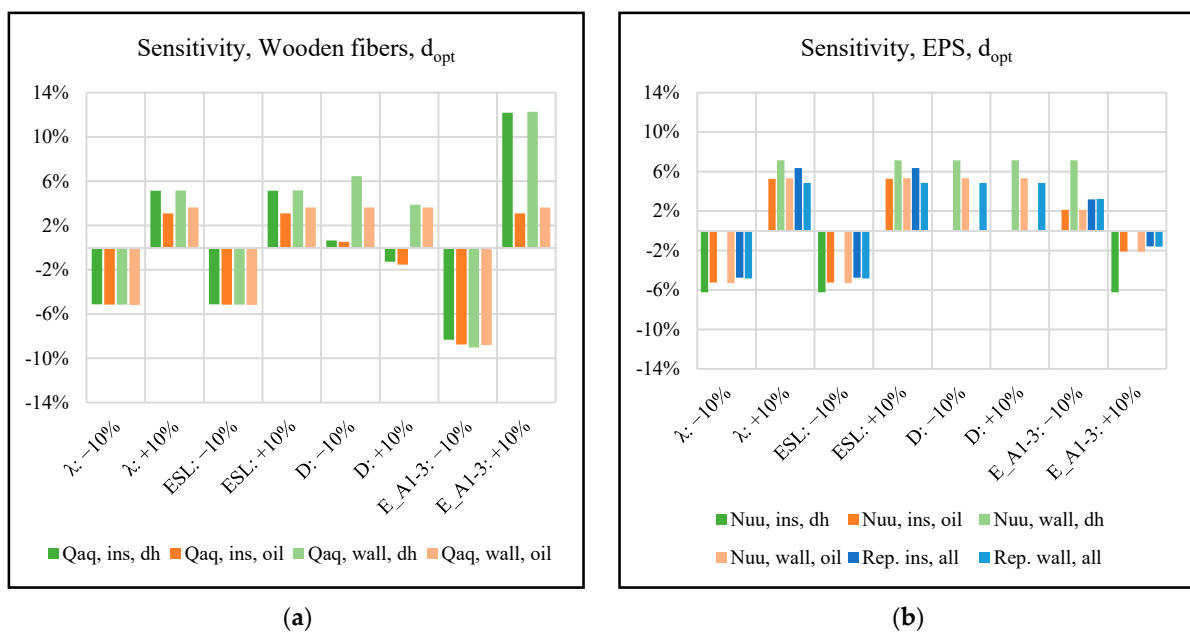 Sensitivity, Wooden fibers, dopt
14%
10%
6%
2%
-2%
-6%
-10%
-14%
λ: −10%
λ: +10%
ESL: −10%
ESL: +10%
D: −10%
D: +10%
E_A1-3: −10%
E_A1-3: +10%
Qaq, ins, dh Qaq, ins, oil Qaq, wall, dh Qaq, wall, oil
(a)
Sensitivity, EPS, dopt
14%
10%
6%
2%
-2%
-6%
-10%
-14%
λ: −10%
λ: +10%
ESL: −10%
ESL: +10%
D: −10%
D: +10%
E_A1-3: −10%
E_A1-3: +10%
Nuu, ins, dh Nuu, ins, oil Nuu, wall, dh
Nuu, wall, oil Rep. ins, all Rep. wall, all
(b)